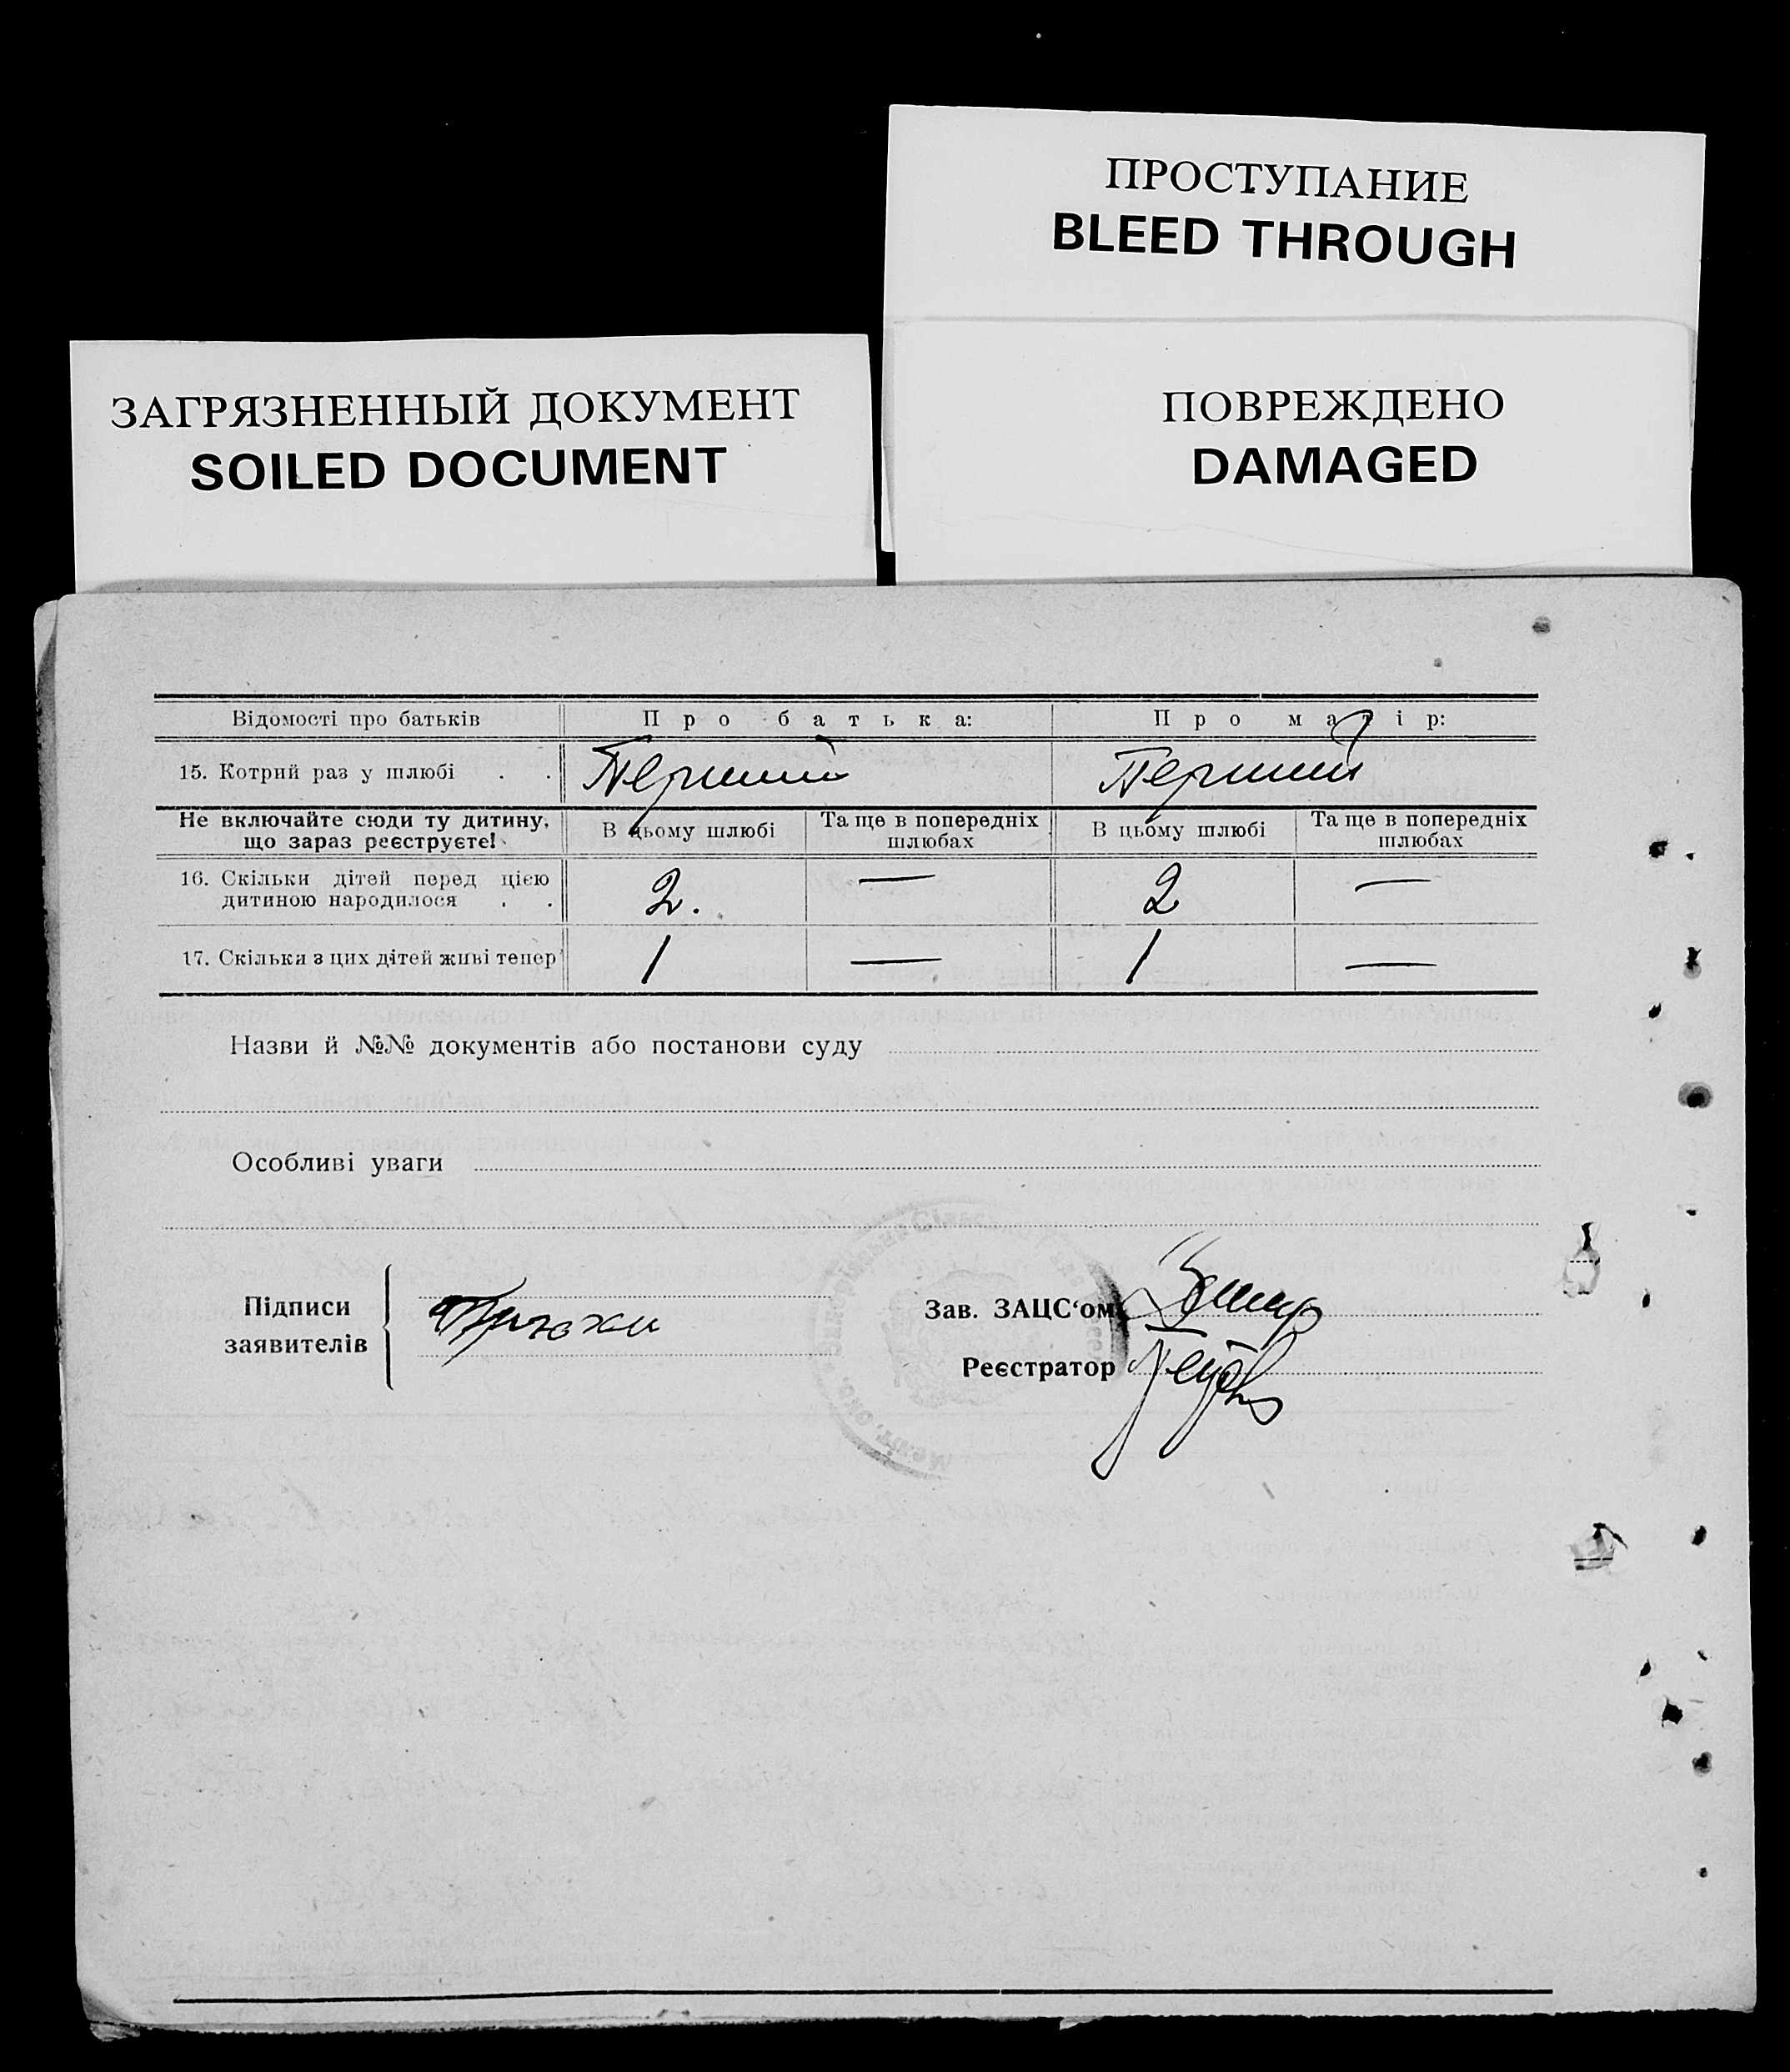 ПРОСТУПАНИЕ
BLEED THROUGH
ЗАГРЯЗНЕННЫЙ ДОКУМЕНТ
SOILED DOCUMENT
ПОВРЕЖДЕНО
DAMAGED
Відомості про батьків Про батька: Про матір:
15. Котрий раз у шлюбі . . Перший Перший
Не включайте сюди ту дитину, що зараз реєструєте! В цьому шлюбі Та ще в попередніх шлюбах В цьому шлюбі Та ще в попередніх шлюбах
16. Скільки дітей перед цією
дитиною народилося . . 2. — 2 —
17. Скільки з цих дітей живі тепер 1 — 1 —
Назви й №№ документів або постанови суду
Особливі уваги
Підписи
заявителів
Зав. ЗАЦС‘ом
Реєстратор